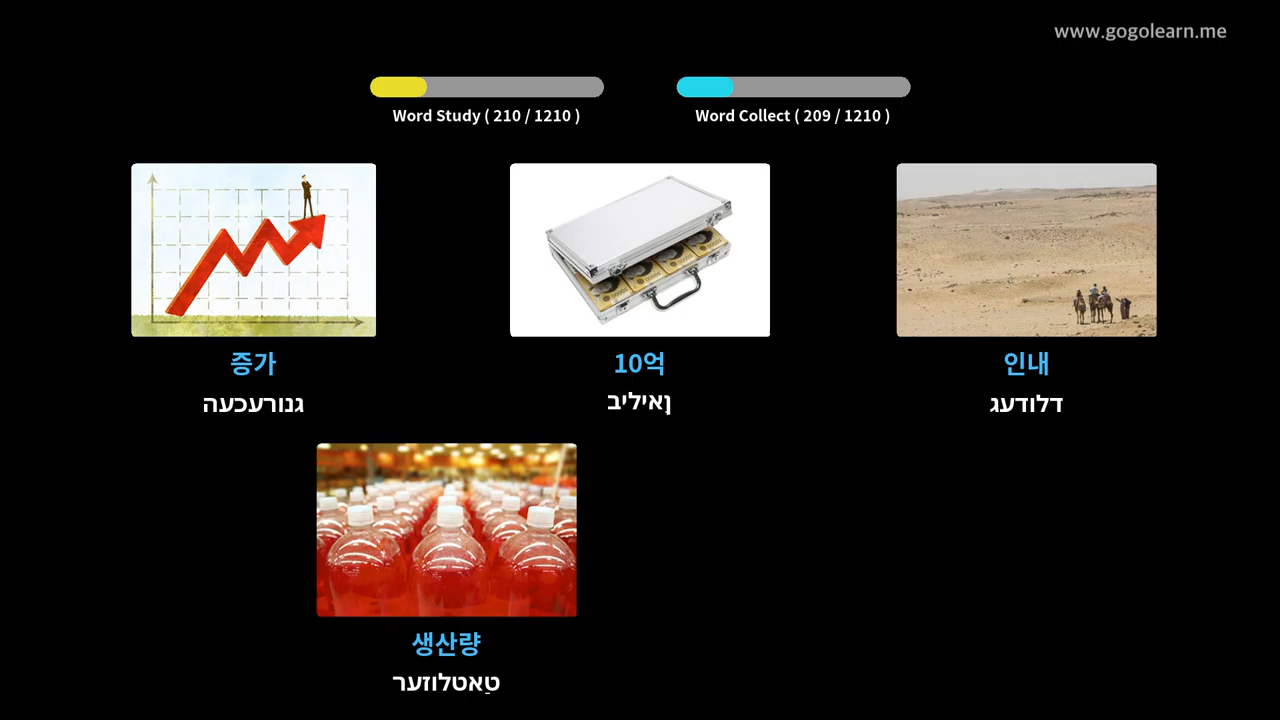 www.gogolearn.me
Word Study ( 210 / 1210 )
Word Collect ( 209 / 1210 )
증가
גנורעכעה
10억
ןאיליב
인내
דלודעג
생산량
טַאטלוזער